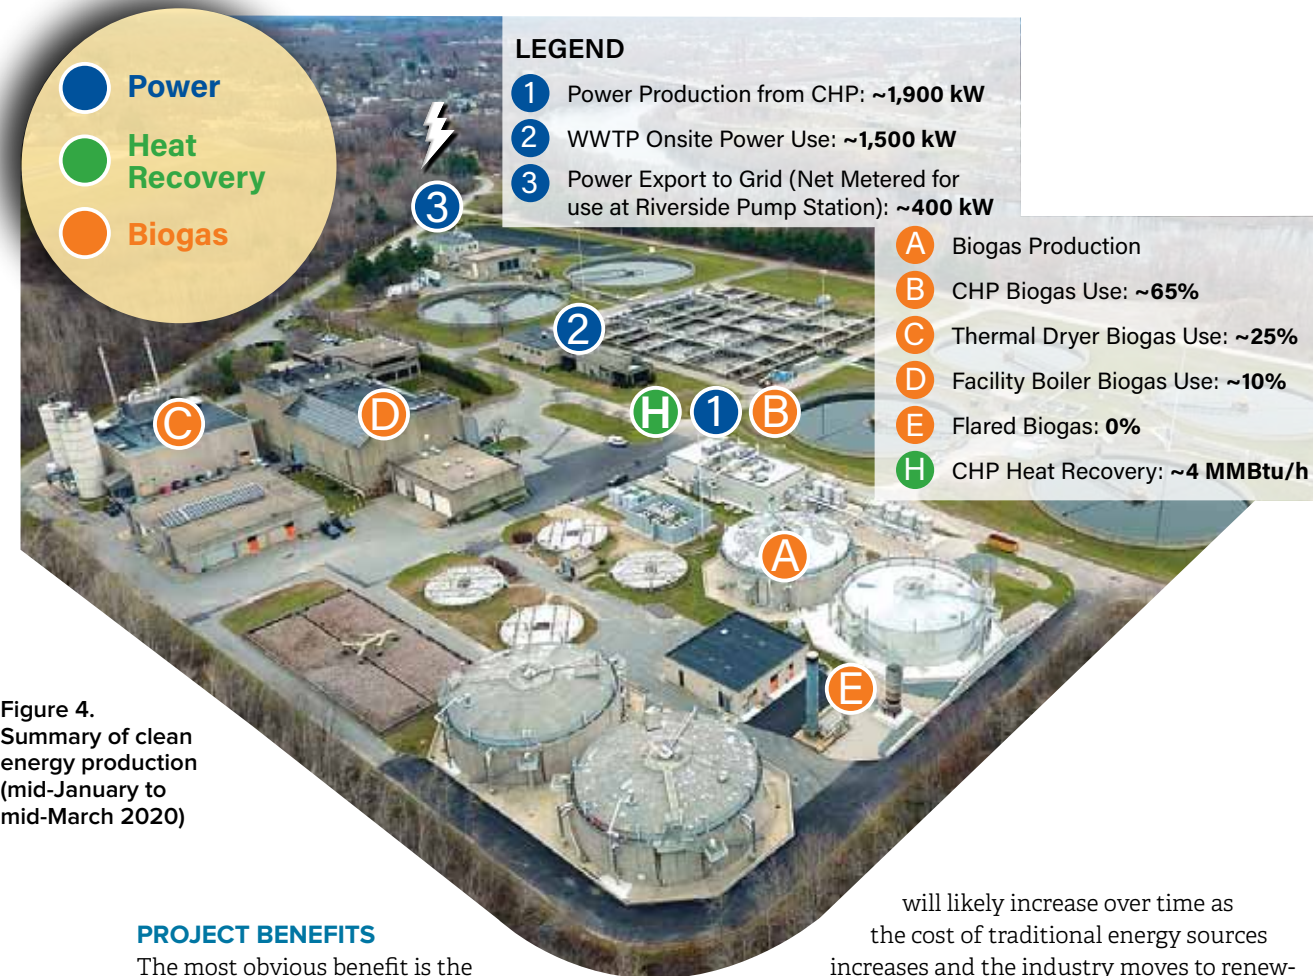 Power
Heat
Recovery
Biogas
LEGEND
1 Power Production from CHP: ~1,900 kW
2 WWTP Onsite Power Use: ~1,500 kW
3 Power Export to Grid (Net Metered for
use at Riverside Pump Station): ~400 kW
A Biogas Production
B CHP Biogas Use: ~65%
C Thermal Dryer Biogas Use: ~25%
D Facility Boiler Biogas Use: ~10%
E Flared Biogas: 0%
H CHP Heat Recovery: ~4 MMBtu/h
3
2
C
D
H 1 B
A
E
Figure 4.
Summary of clean
energy production
(mid-January to
mid-March 2020)
PROJECT BENEFITS
The most obvious benefit is the
will likely increase over time as
the cost of traditional energy sources
increases and the industry moves to renew-